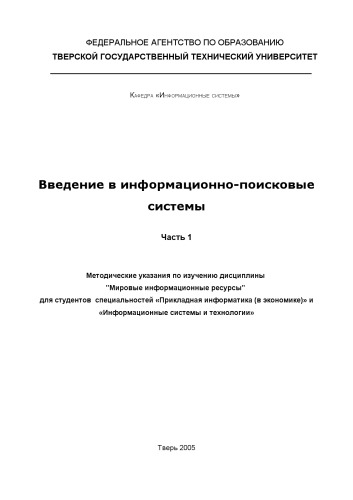 ФЕДЕРАЛЬНОЕ АГЕНТСТВО ПО ОБРАЗОВАНИЮ
ТВЕРСКОЙ ГОСУДАРСТВЕННЫЙ ТЕХНИЧЕСКИЙ УНИВЕРСИТЕТ
КАФЕДРА «ИНФОРМАЦИОННЫЕ СИСТЕМЫ»
Введение в информационно-поисковые
системы
Часть 1
Методические указания по изучению дисциплины
"Мировые информационные ресурсы"
для студентов специальностей «Прикладная информатика (в экономике)» и
«Информационные системы и технологии»
Тверь 2005